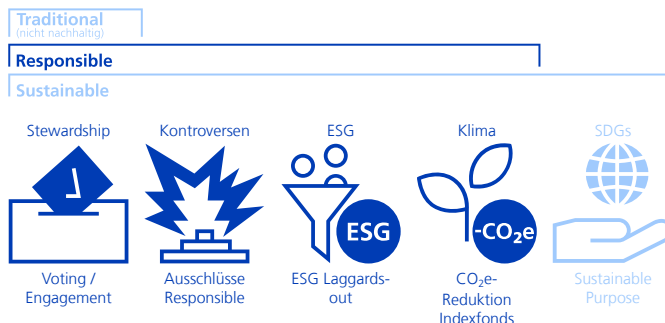 Traditional
(nicht nachhaltig)
Responsible
Sustainable
Stewardship
Kontroversen
ESG
Klima
SDGs
ESG
-CO₂e
Voting /
Engagement
Ausschlüsse
Responsible
ESG Laggards-
out
CO₂e-
Reduktion
Indexfonds
Sustainable
Purpose